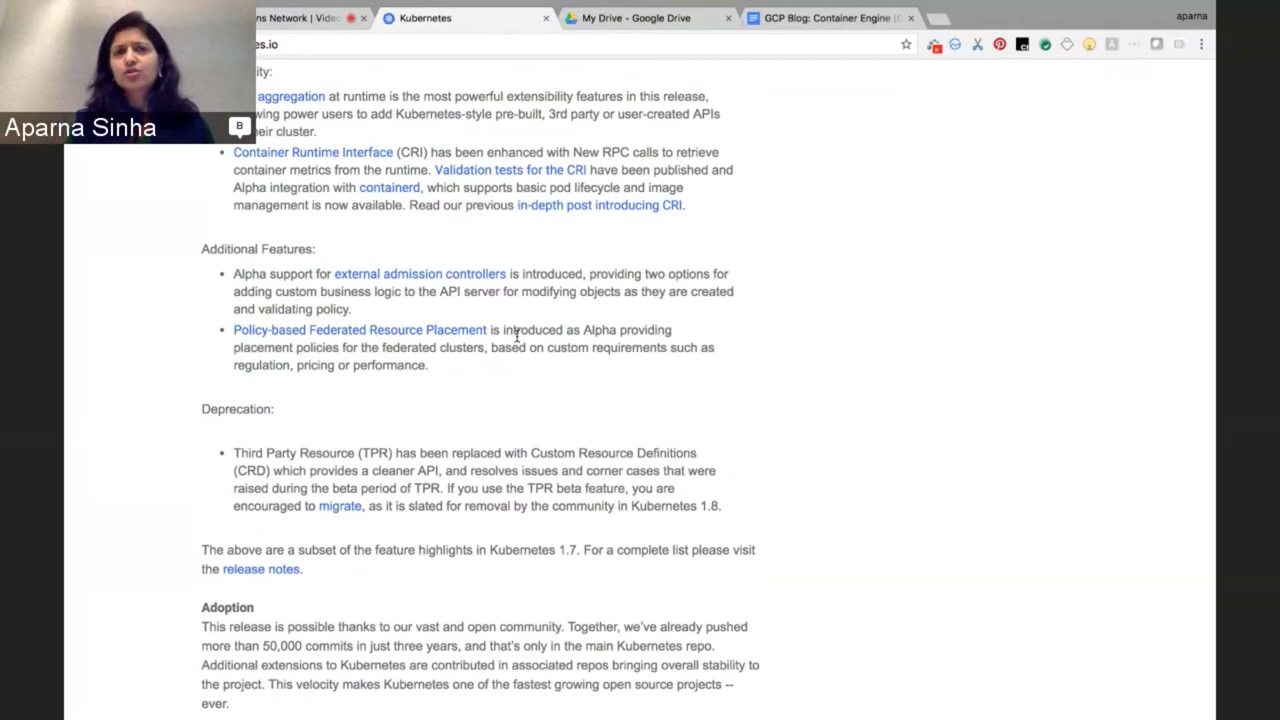 ns Network | Video
Kubernetes
My Drive - Google Drive
GCP Blog: Container Engine (
aparna
es.io
Aparna Sinha
B
ity:
aggregation at runtime is the most powerful extensibility features in this release,
wing power users to add Kubernetes-style pre-built, 3rd party or user-created APIs
eir cluster.
• Container Runtime Interface (CRI) has been enhanced with New RPC calls to retrieve
container metrics from the runtime. Validation tests for the CRI have been published and
Alpha integration with containerd, which supports basic pod lifecycle and image
management is now available. Read our previous in-depth post introducing CRI.
Additional Features:
• Alpha support for external admission controllers is introduced, providing two options for
adding custom business logic to the API server for modifying objects as they are created
and validating policy.
• Policy-based Federated Resource Placement is introduced as Alpha providing
placement policies for the federated clusters, based on custom requirements such as
regulation, pricing or performance.
Deprecation:
• Third Party Resource (TPR) has been replaced with Custom Resource Definitions
(CRD) which provides a cleaner API, and resolves issues and corner cases that were
raised during the beta period of TPR. If you use the TPR beta feature, you are
encouraged to migrate, as it is slated for removal by the community in Kubernetes 1.8.
The above are a subset of the feature highlights in Kubernetes 1.7. For a complete list please visit
the release notes.
Adoption
This release is possible thanks to our vast and open community. Together, we've already pushed
more than 50,000 commits in just three years, and that's only in the main Kubernetes repo.
Additional extensions to Kubernetes are contributed in associated repos bringing overall stability to
the project. This velocity makes Kubernetes one of the fastest growing open source projects --
ever.